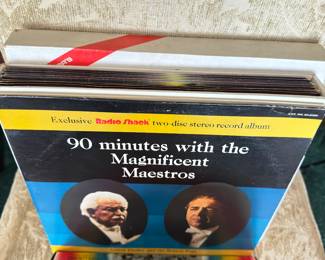 Exclusive Radio Shack two-disc stereo record album
90 minutes with the
Magnificent
Maestros